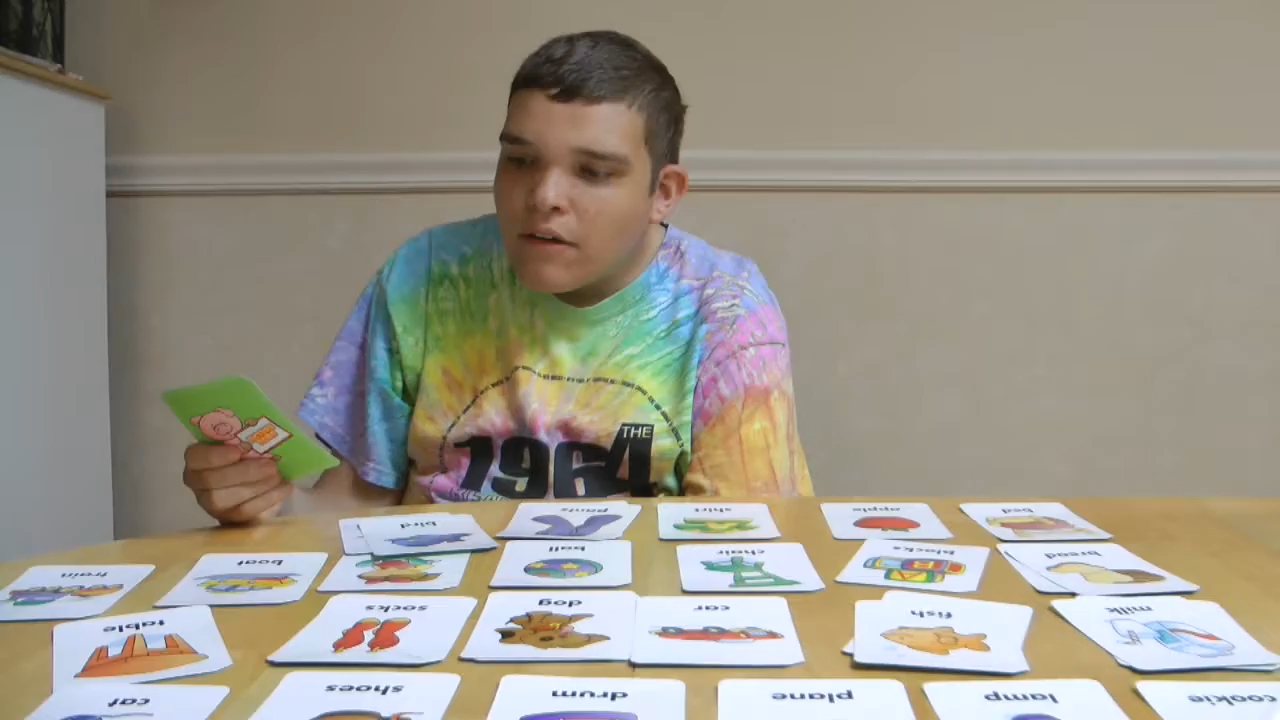 THE
1964
bird
pants
shirt
apple
bed
train
boat
ball
chair
blocks
bread
table
socks
dog
car
fish
milk
cat
shoes
drum
plane
lamp
cookie